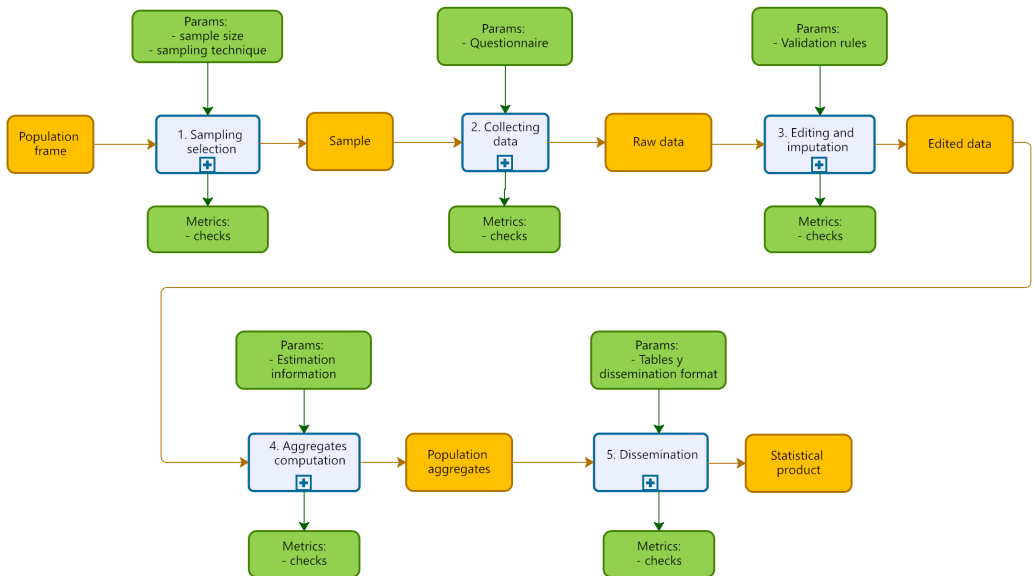 Params:
- sample size
- sampling technique
Params:
- Questionnaire
Params:
- Validation rules
Population
frame
1. Sampling
selection
Sample
2. Collecting
data
Raw data
3. Editing and
imputation
Edited data
Metrics:
- checks
Metrics:
- checks
Metrics:
- checks
Params:
- Estimation
information
Params:
- Tables y
dissemination format
4. Aggregates
computation
Population
aggregates
5. Dissemination
Statistical
product
Metrics:
- checks
Metrics:
- checks